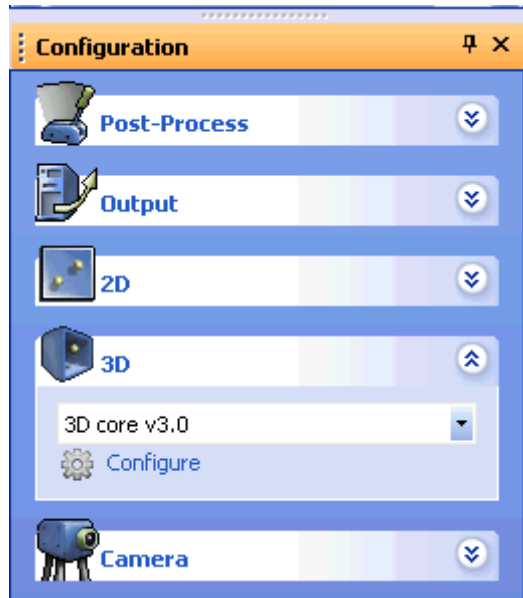 Configuration
Post-Process
Output
2D
3D
3D core v3.0
Configure
Camera